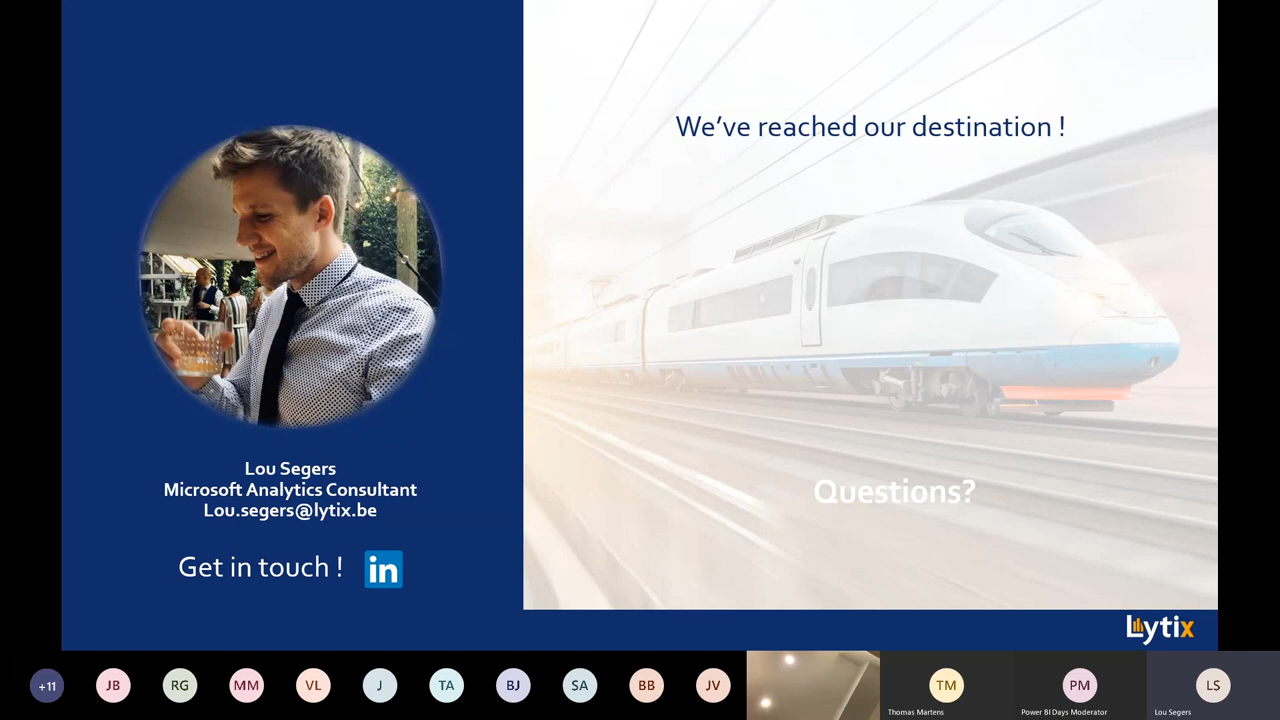 We've reached our destination !
Lou Segers
Microsoft Analytics Consultant
Lou.segers@lytix.be
Get in touch !
in
Questions?
Lytix
+11
JB
RG
MM
VL
J
TA
BJ
SA
BB
JV
TM
Thomas Martens
PM
Power BI Days Moderator
LS
Lou Segers